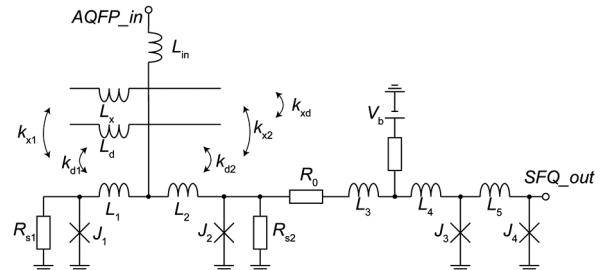 AQFP_in
L_in
L_x
k_xd
k_x1
k_x2
V_b
L_d
k_d1
k_d2
R_0
SFQ_out
L_1
L_2
L_3
L_4
L_5
R_s1
J_1
J_2
R_s2
J_3
J_4